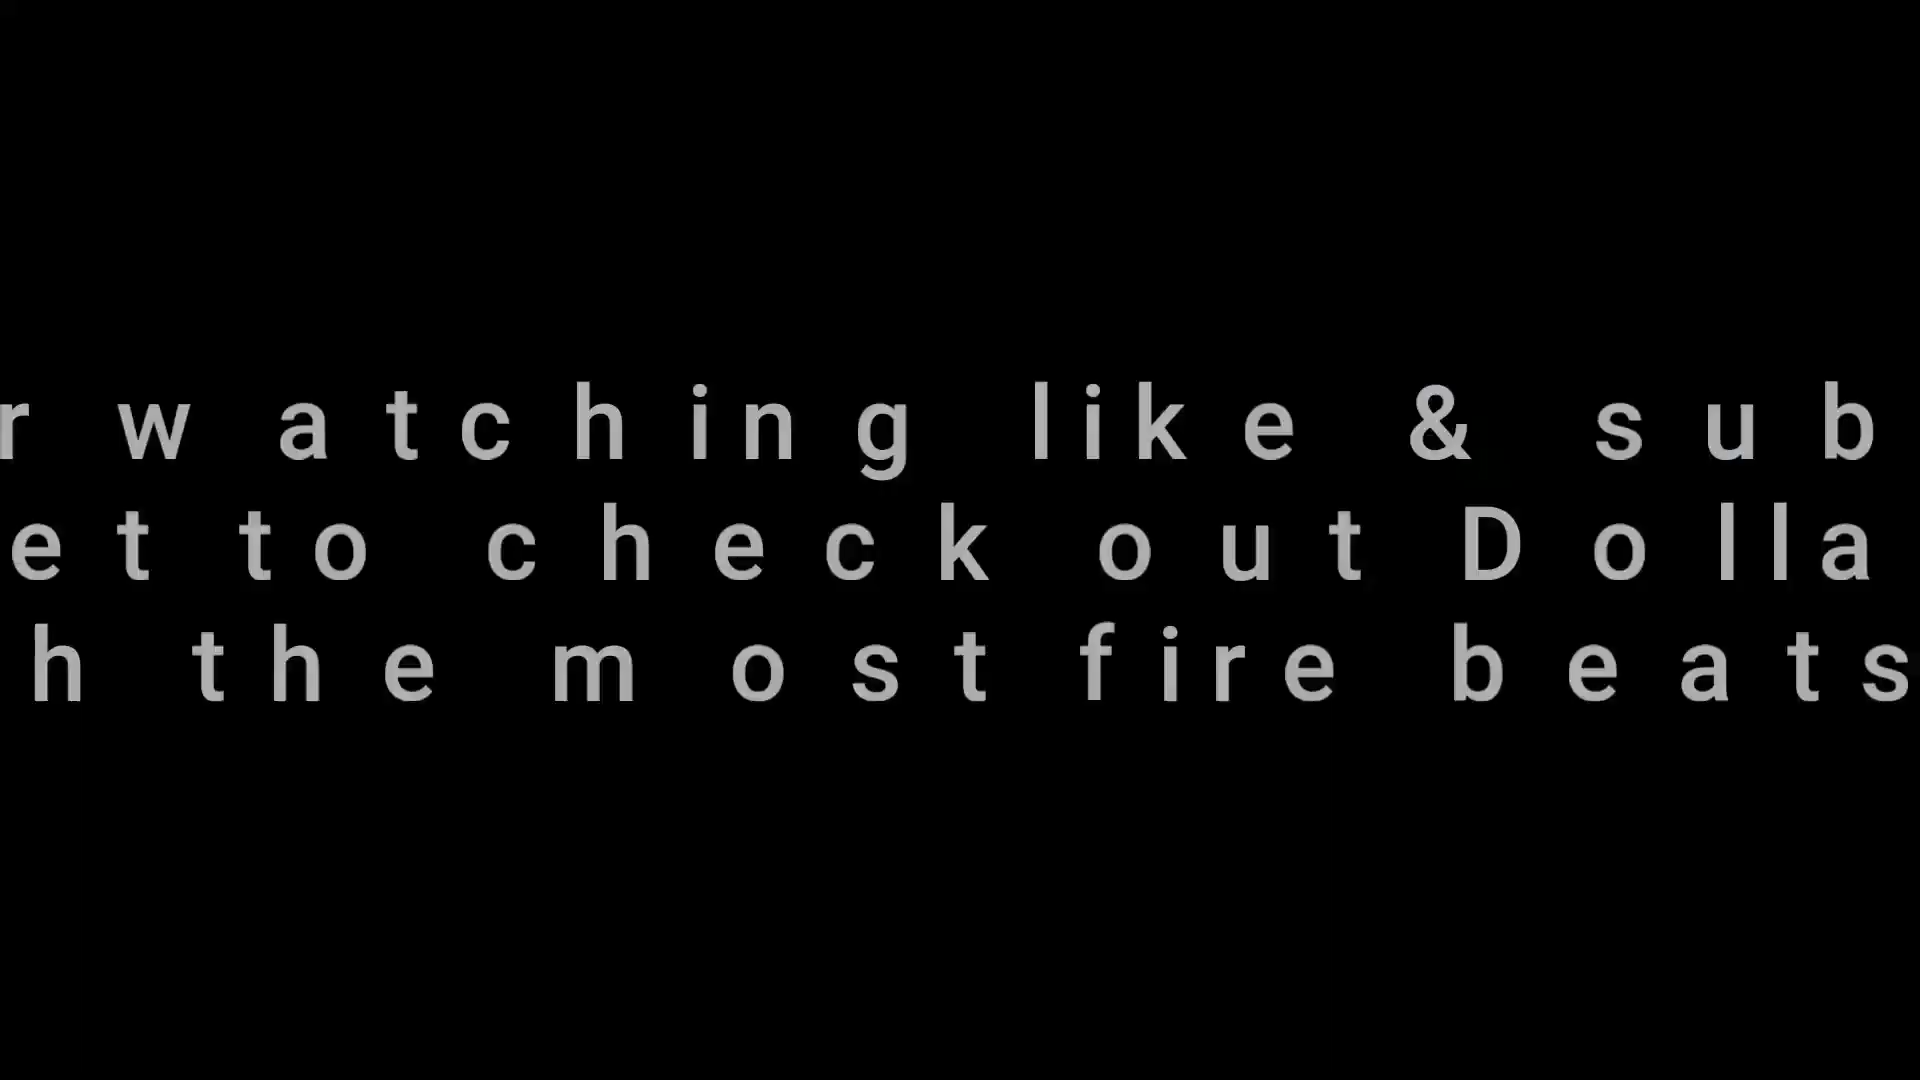 r watching like & sub
et to check out Dolla
h the most fire beats